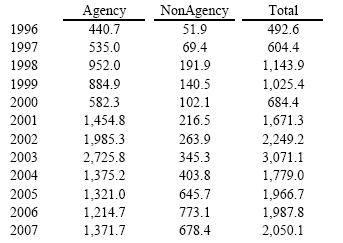 Agency NonAgency Total
1996 440.7 51.9 492.6
1997 535.0 69.4 604.4
1998 952.0 191.9 1,143.9
1999 884.9 140.5 1,025.4
2000 582.3 102.1 684.4
2001 1,454.8 216.5 1,671.3
2002 1,985.3 263.9 2,249.2
2003 2,725.8 345.3 3,071.1
2004 1,375.2 403.8 1,779.0
2005 1,321.0 645.7 1,966.7
2006 1,214.7 773.1 1,987.8
2007 1,371.7 678.4 2,050.1